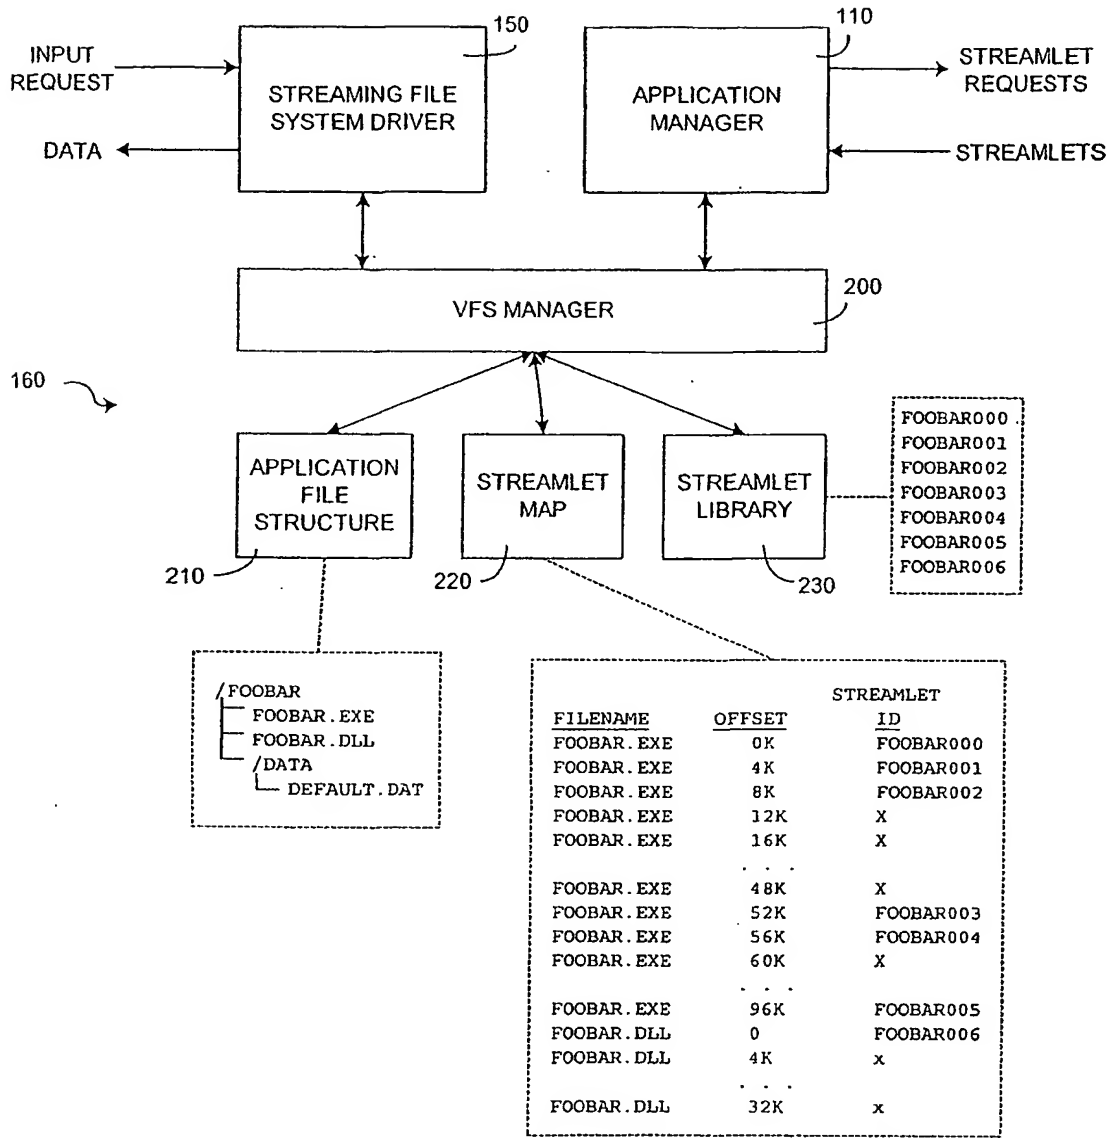 150
110
INPUT
REQUEST
DATA
STREAMING FILE
SYSTEM DRIVER
APPLICATION
MANAGER
STREAMLET
REQUESTS
STREAMLETS
VFS MANAGER
200
160
APPLICATION
FILE
STRUCTURE
210
STREAMLET
MAP
220
STREAMLET
LIBRARY
230
FOOBAR000
FOOBAR001
FOOBAR002
FOOBAR003
FOOBAR004
FOOBAR005
FOOBAR006
/FOOBAR
FOOBAR.EXE
FOOBAR.DLL
/DATA
DEFAULT.DAT
STREAMLET
FILENAME OFFSET ID
FOOBAR.EXE 0K FOOBAR000
FOOBAR.EXE 4K FOOBAR001
FOOBAR.EXE 8K FOOBAR002
FOOBAR.EXE 12K X
FOOBAR.EXE 16K X
. . .
FOOBAR.EXE 48K X
FOOBAR.EXE 52K FOOBAR003
FOOBAR.EXE 56K FOOBAR004
FOOBAR.EXE 60K X
. . .
FOOBAR.EXE 96K FOOBAR005
FOOBAR.DLL 0 FOOBAR006
FOOBAR.DLL 4K x
. . .
FOOBAR.DLL 32K x